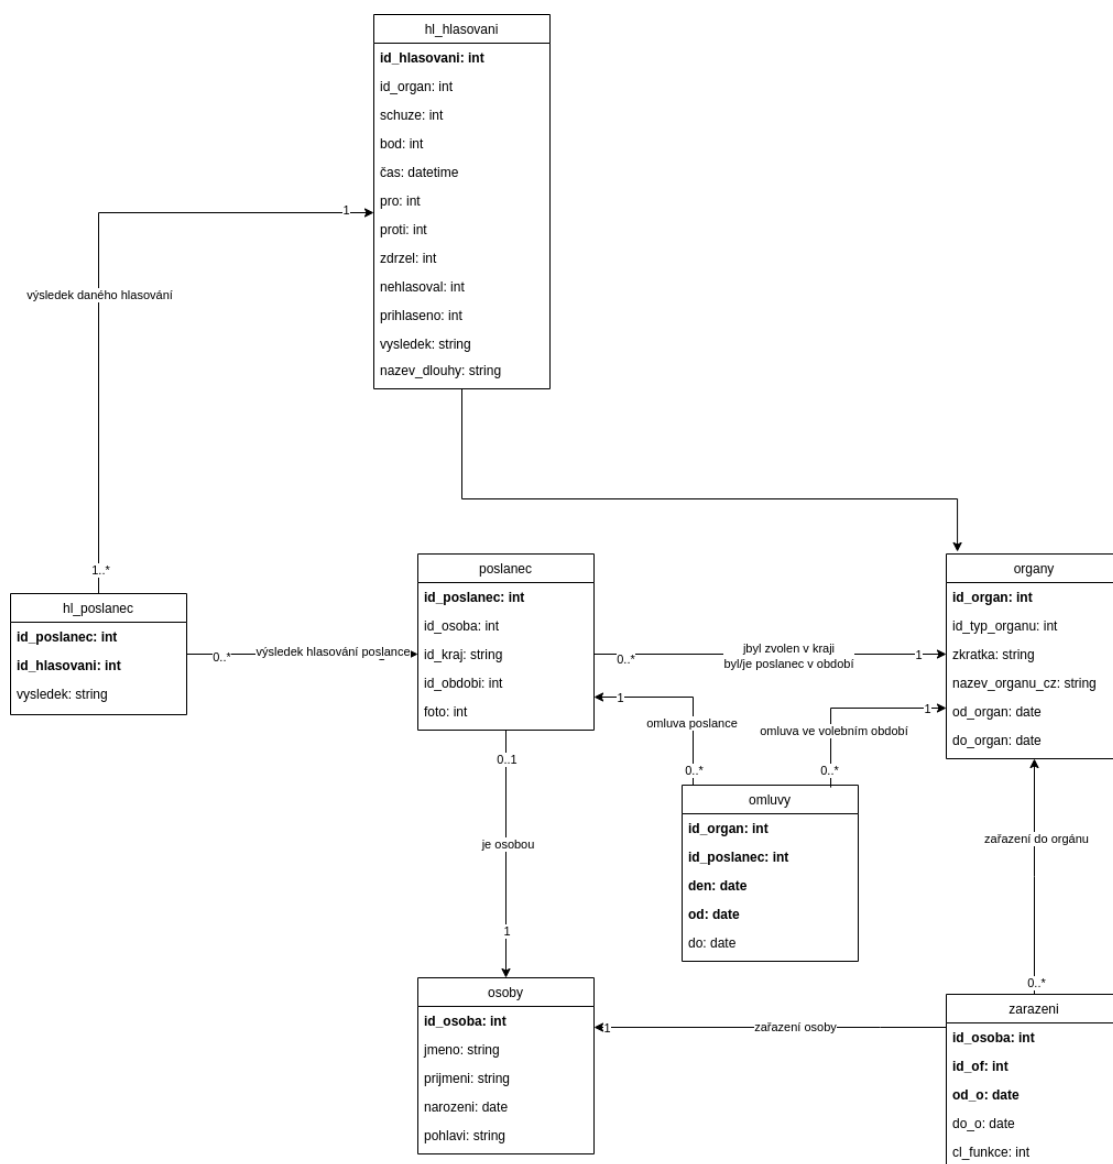 hl_hlasovani
id_hlasovani: int
id_organ: int
schuze: int
bod: int
čas: datetime
pro: int
proti: int
zdrzel: int
nehlasoval: int
prihlaseno: int
vysledek: string
nazev_dlouhy: string
1
výsledek daného hlasování
1..*
hl_poslanec
id_poslanec: int
id_hlasovani: int
vysledek: string
0..*
výsledek hlasování poslance
poslanec
id_poslanec: int
id_osoba: int
id_kraj: string
id_obdobi: int
foto: int
0..*
jbyl zvolen v kraji
byl/je poslanec v období
1
organy
id_organ: int
id_typ_organu: int
zkratka: string
nazev_organu_cz: string
od_organ: date
do_organ: date
1
omluva poslance
0..*
1
omluva ve volebním období
0..*
omluvy
id_organ: int
id_poslanec: int
den: date
od: date
do: date
0..1
je osobou
1
zařazení do orgánu
0..*
osoby
id_osoba: int
jmeno: string
prijmeni: string
narozeni: date
pohlavi: string
1
zařazení osoby
zarazeni
id_osoba: int
id_of: int
od_o: date
do_o: date
cl_funkce: int